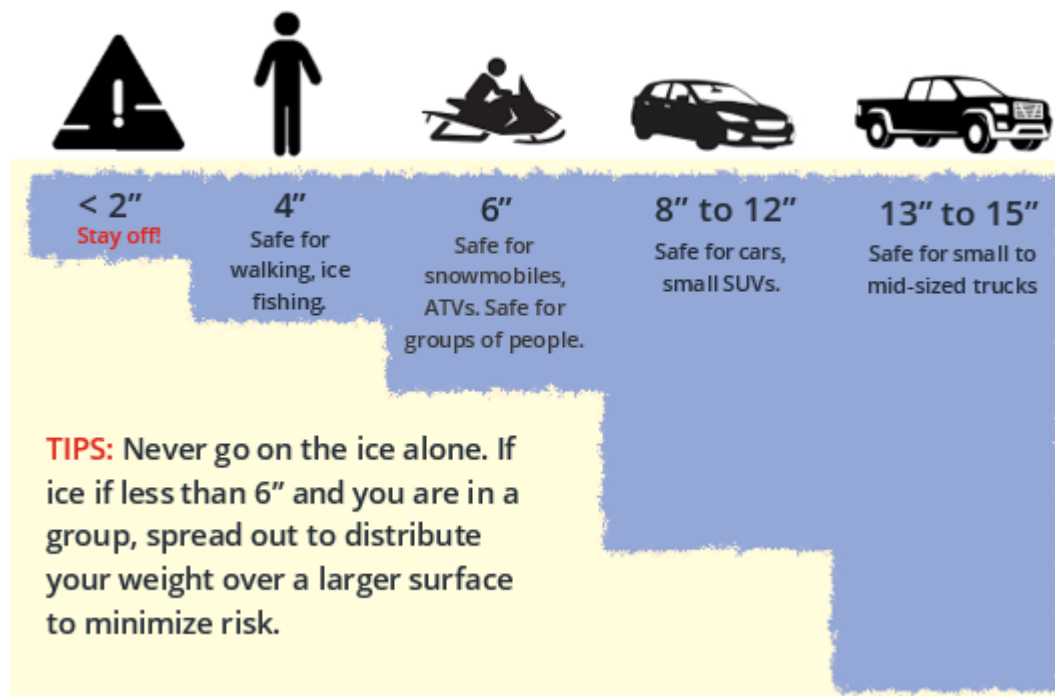 < 2”
Stay off!
4”
Safe for
walking, ice
fishing.
6”
Safe for
snowmobiles,
ATVs. Safe for
groups of people.
8” to 12”
Safe for cars,
small SUVs.
13” to 15”
Safe for small to
mid-sized trucks
TIPS: Never go on the ice alone. If
ice if less than 6” and you are in a
group, spread out to distribute
your weight over a larger surface
to minimize risk.